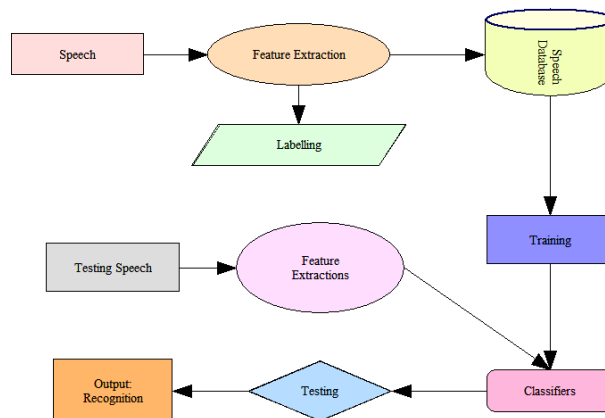 Speech
Feature Extraction
Speech
Database
Labelling
Training
Testing Speech
Feature
Extractions
Output:
Recognition
Testing
Classifiers